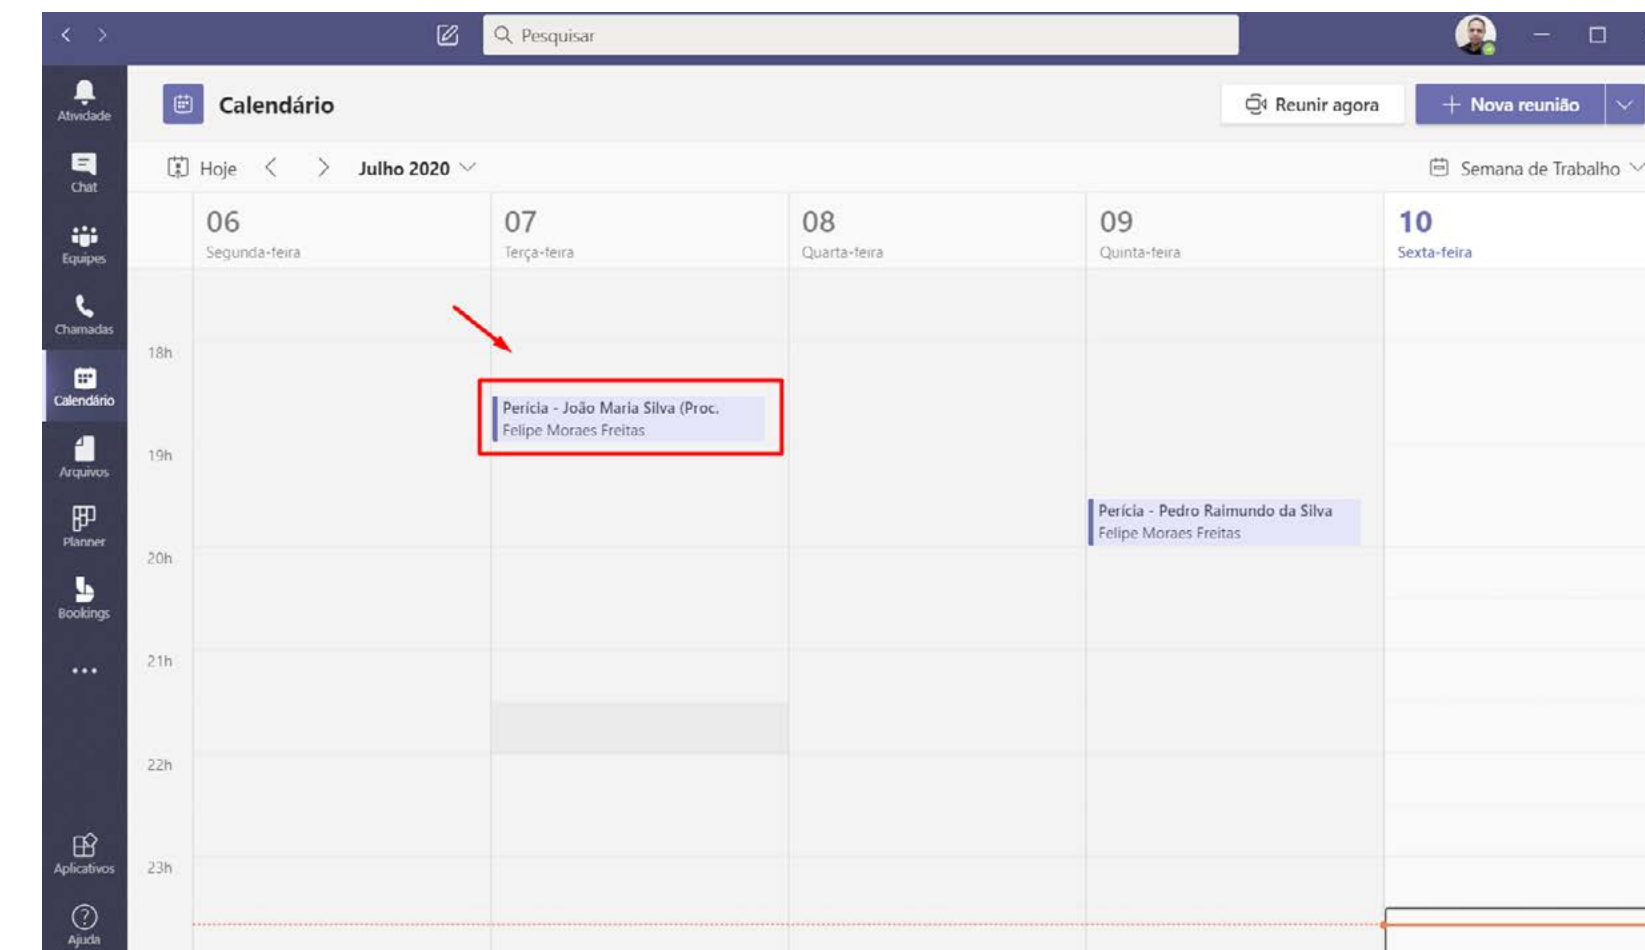 Pesquisar
Atividade
Chat
Equipes
Chamadas
Calendário
Arquivos
Planner
Bookings
Aplicativos
Ajuda
Calendário
Reunir agora
+ Nova reunião
Hoje
Julho 2020
Semana de Trabalho
06
Segunda-feira
07
Terça-feira
08
Quarta-feira
09
Quinta-feira
10
Sexta-feira
18h
Perícia - João Maria Silva (Proc.
Felipe Moraes Freitas
19h
Perícia - Pedro Raimundo da Silva
Felipe Moraes Freitas
20h
21h
22h
23h